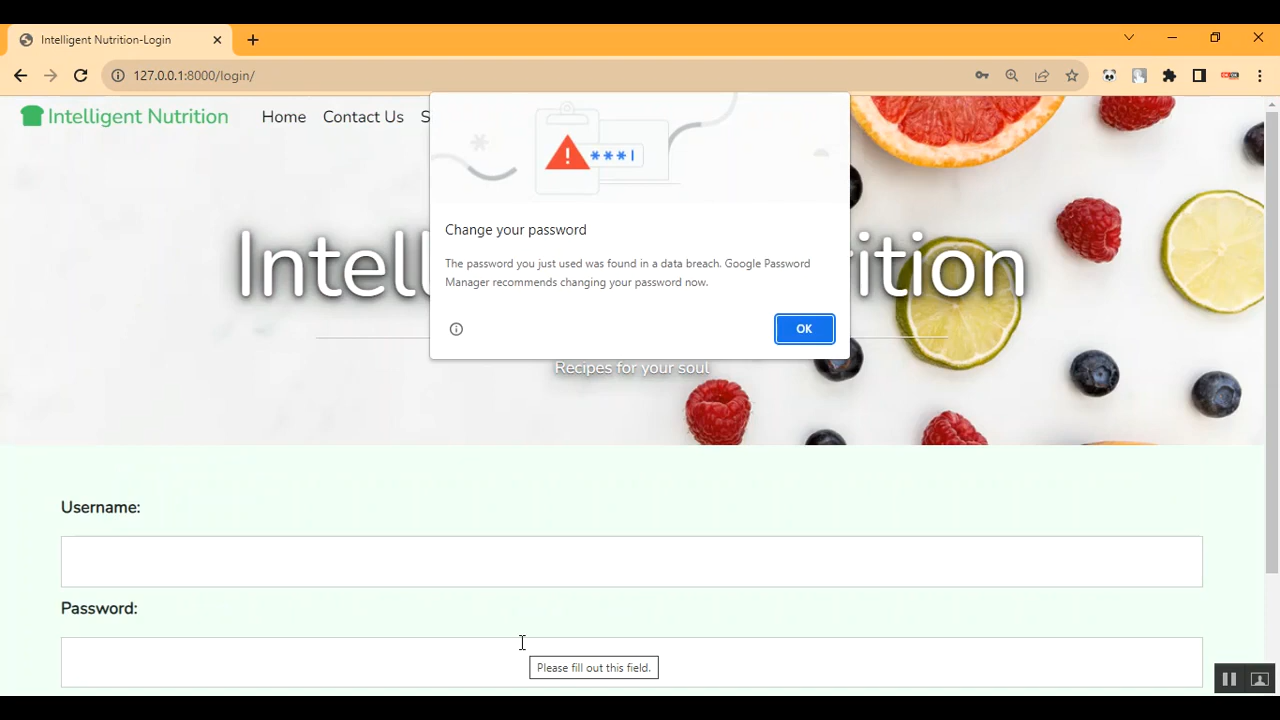 Intelligent Nutrition-Login
127.0.0.1:8000/login/
Intelligent Nutrition Home Contact Us S
***
Intel rition
Change your password
The password you just used was found in a data breach. Google Password
Manager recommends changing your password now.
OK
Recipes for your soul
Username:
Password:
Please fill out this field.